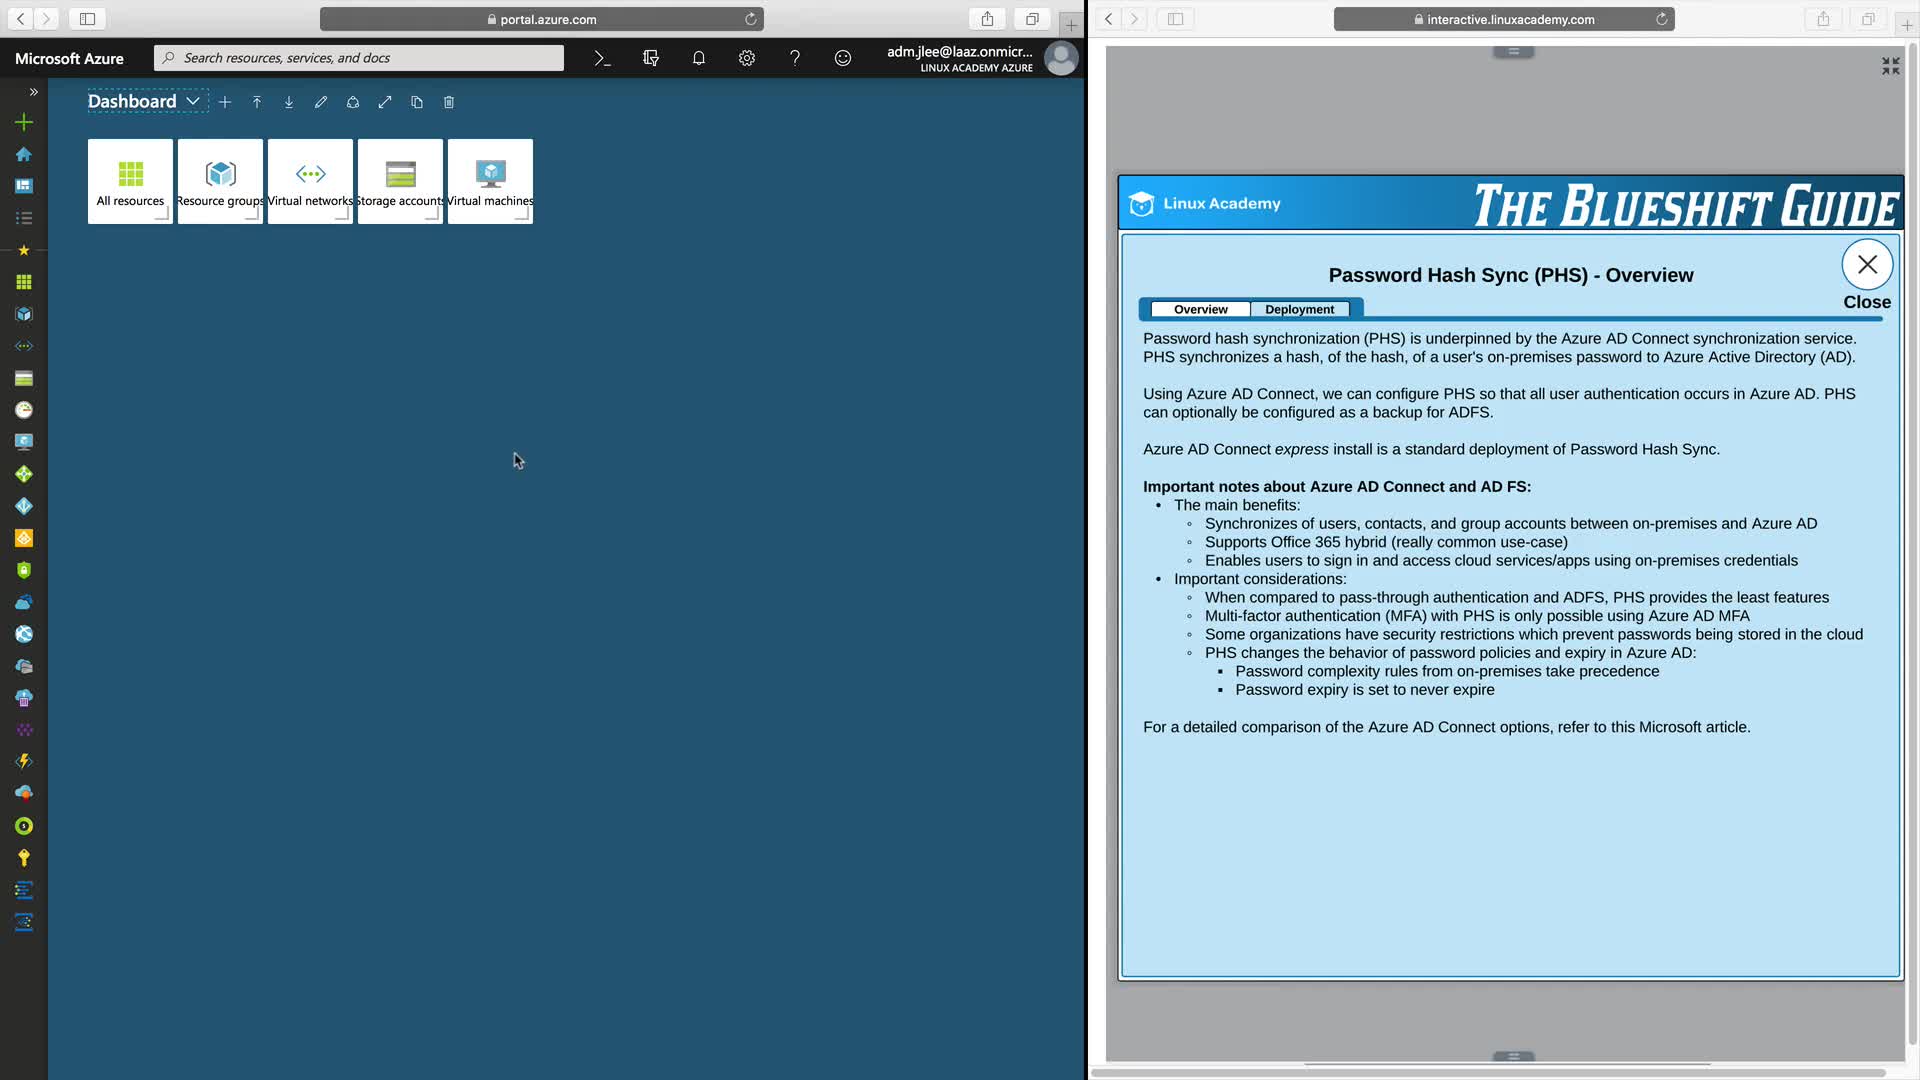 portal.azure.com
interactive.linuxacademy.com
Microsoft Azure
Search resources, services, and docs
adm.jlee@laaz.onmicr...
LINUX ACADEMY AZURE
Dashboard
All resources
Resource groups
Virtual networks
Storage accounts
Virtual machines
Linux Academy
THE BLUESHIFT GUIDE
Password Hash Sync (PHS) - Overview
Close
Overview
Deployment
Password hash synchronization (PHS) is underpinned by the Azure AD Connect synchronization service.
PHS synchronizes a hash, of the hash, of a user's on-premises password to Azure Active Directory (AD).
Using Azure AD Connect, we can configure PHS so that all user authentication occurs in Azure AD. PHS
can optionally be configured as a backup for ADFS.
Azure AD Connect express install is a standard deployment of Password Hash Sync.
Important notes about Azure AD Connect and AD FS:
• The main benefits:
◦ Synchronizes of users, contacts, and group accounts between on-premises and Azure AD
◦ Supports Office 365 hybrid (really common use-case)
◦ Enables users to sign in and access cloud services/apps using on-premises credentials
• Important considerations:
◦ When compared to pass-through authentication and ADFS, PHS provides the least features
◦ Multi-factor authentication (MFA) with PHS is only possible using Azure AD MFA
◦ Some organizations have security restrictions which prevent passwords being stored in the cloud
◦ PHS changes the behavior of password policies and expiry in Azure AD:
▪ Password complexity rules from on-premises take precedence
▪ Password expiry is set to never expire
For a detailed comparison of the Azure AD Connect options, refer to this Microsoft article.